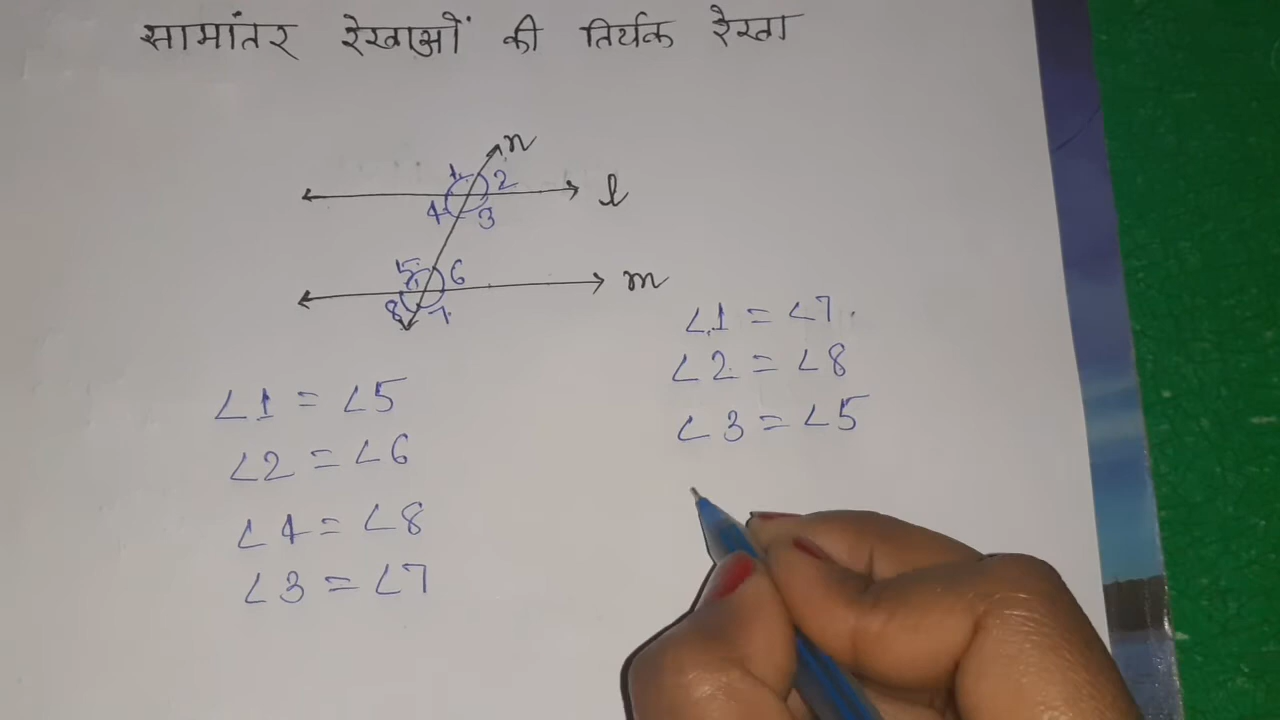 सामांतर रेखाओं की तिर्यक रेखा
n
1 2
l
4 3
5 6
m
8 7
∠1 = ∠5
∠2 = ∠6
∠4 = ∠8
∠3 = ∠7
∠1 = ∠7
∠2 = ∠8
∠3 = ∠5